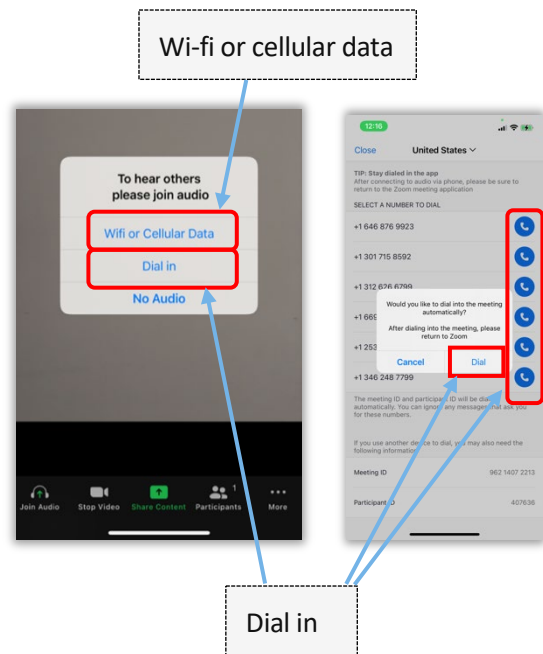 Wi-fi or cellular data
To hear others
please join audio
Wifi or Cellular Data
Dial in
No Audio
Join Audio
Stop Video
Share Content
Participants
1
More
12:16
Close
United States
TIP: Stay dialed in the app
After connecting to audio via phone, please be sure to
return to the Zoom meeting application
SELECT A NUMBER TO DIAL
+1 646 876 9923
+1 301 715 8592
+1 312 626 6799
+1 669
+1 253
+1 346 248 7799
Would you like to dial into the meeting
automatically?
After dialing into the meeting, please
return to Zoom
Cancel
Dial
The meeting ID and participant ID will be dialed
automatically. You can ignore any messages that ask you
for these numbers.
If you use another device to dial, you may also need the
following information
Meeting ID
962 1407 2213
Participant ID
407636
Dial in